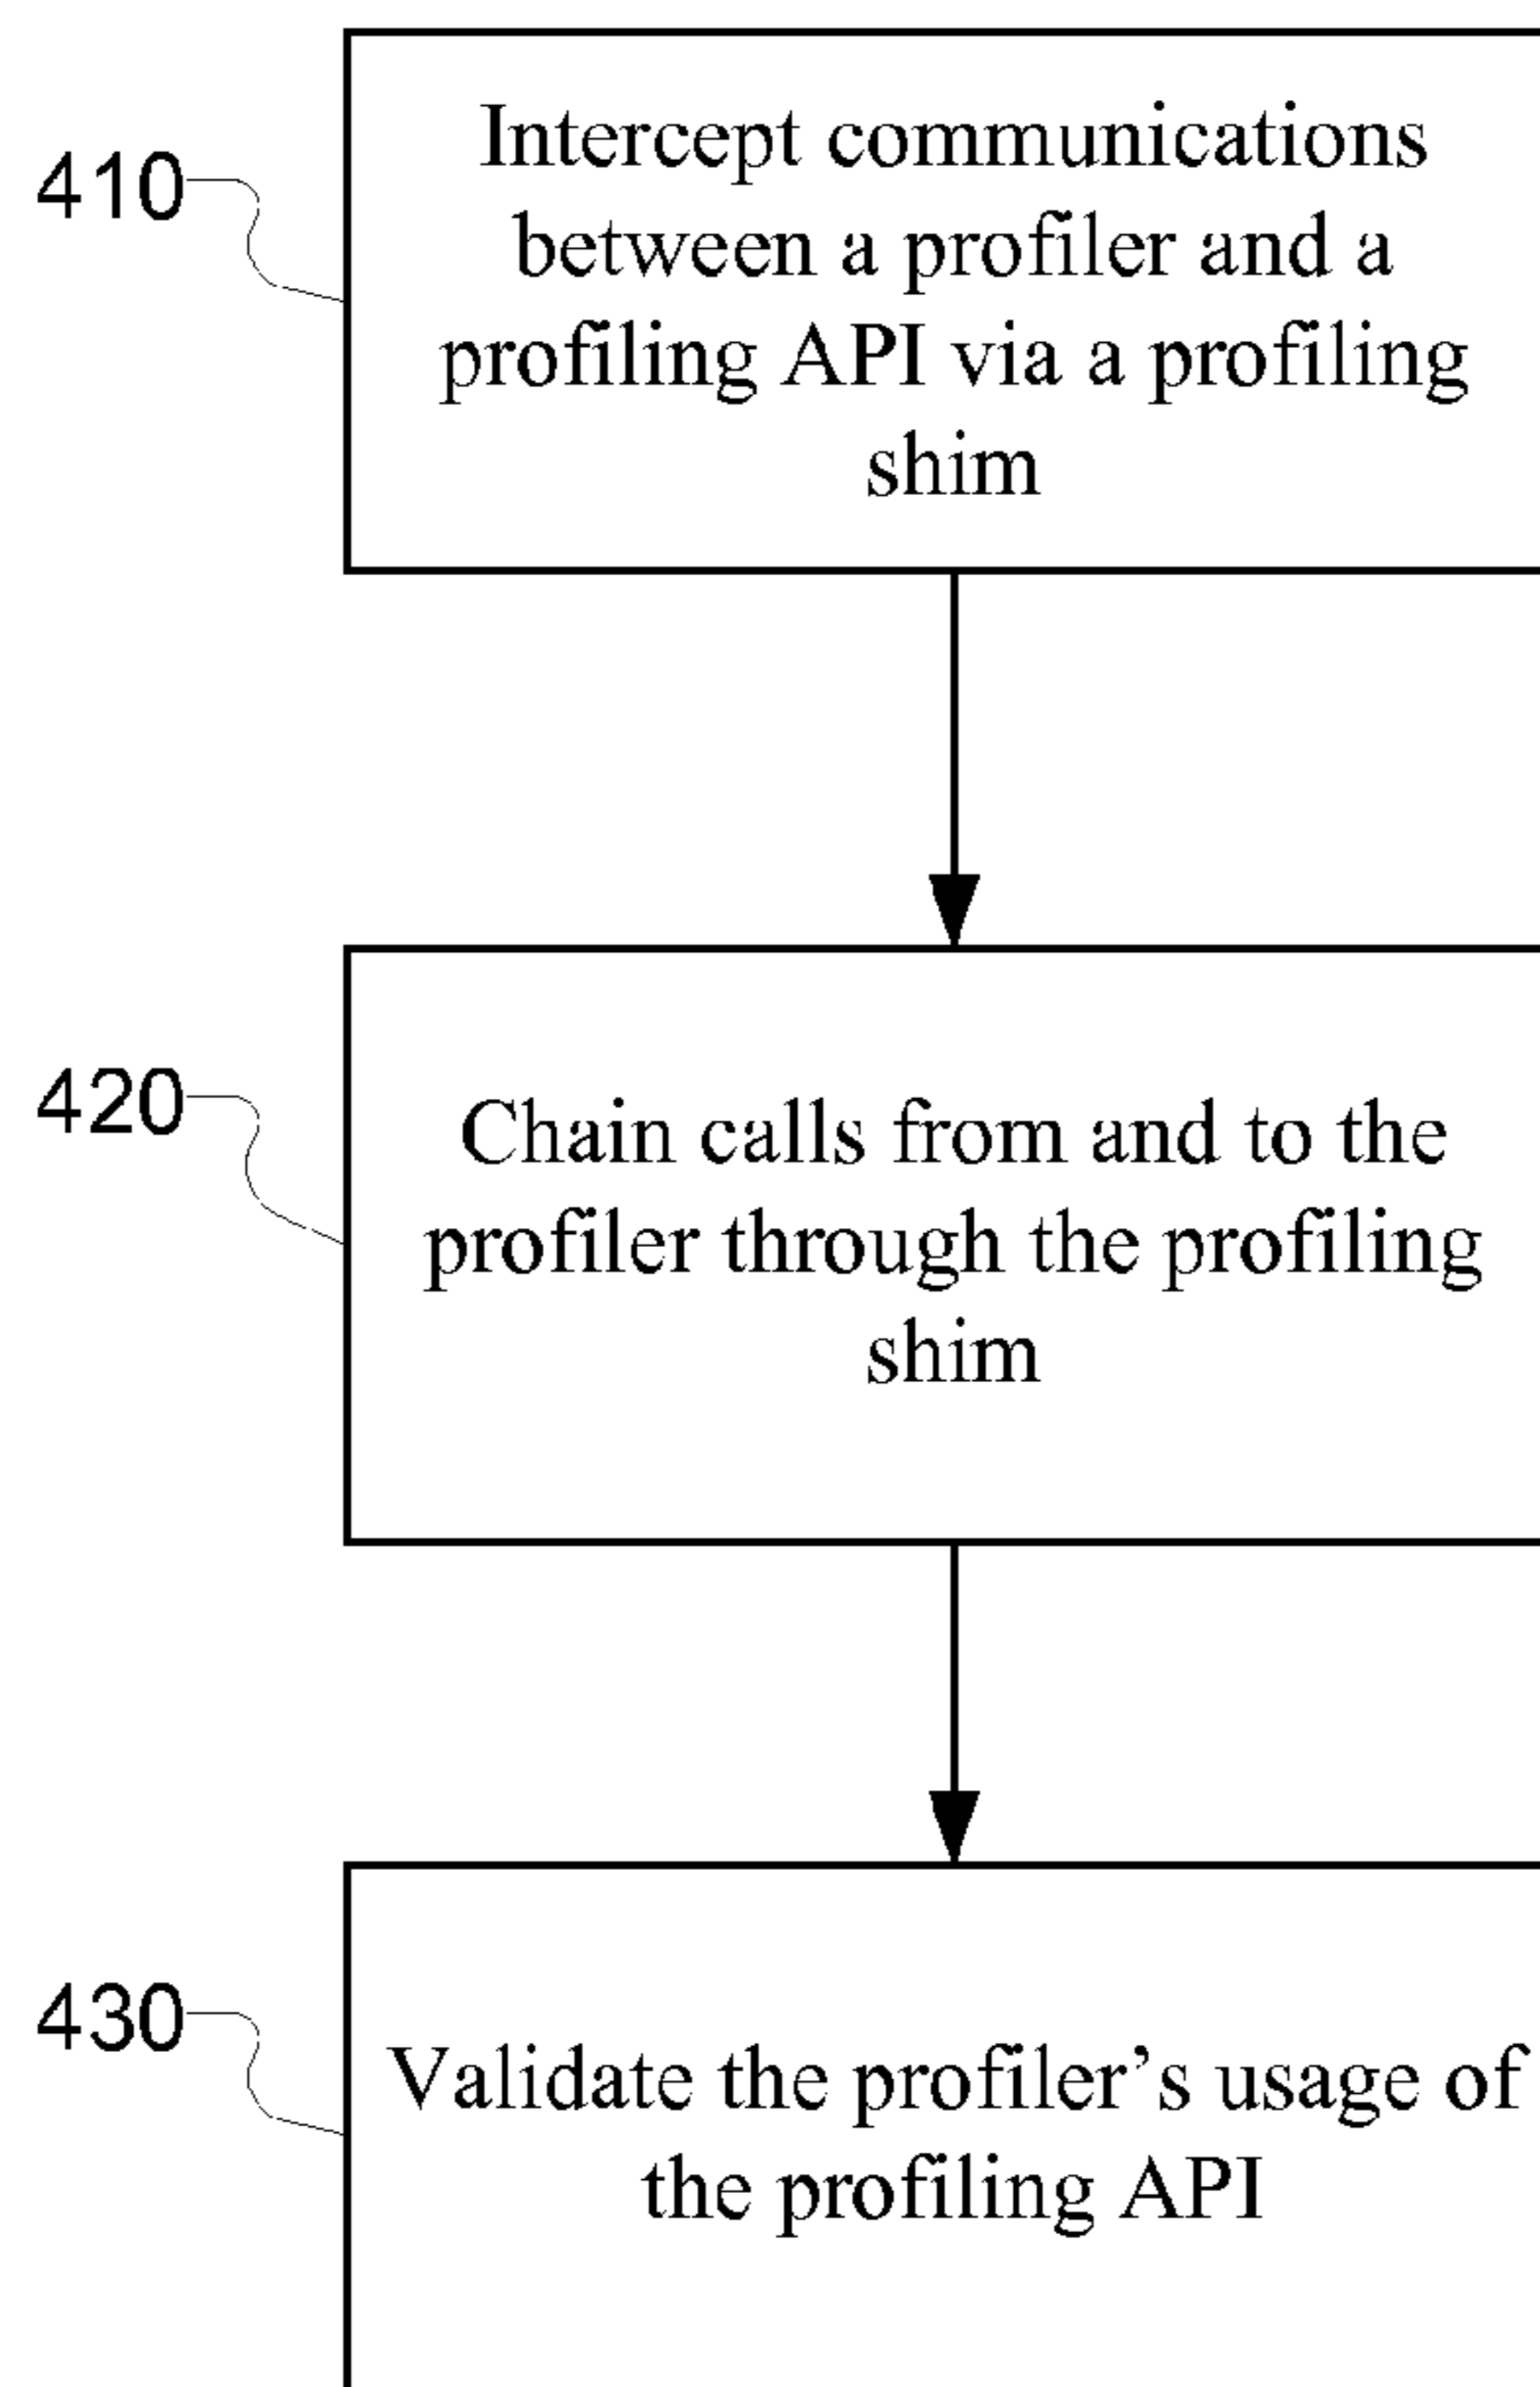 410
Intercept communications
between a profiler and a
profiling API via a profiling
shim
420
Chain calls from and to the
profiler through the profiling
shim
430
Validate the profiler’s usage of
the profiling API